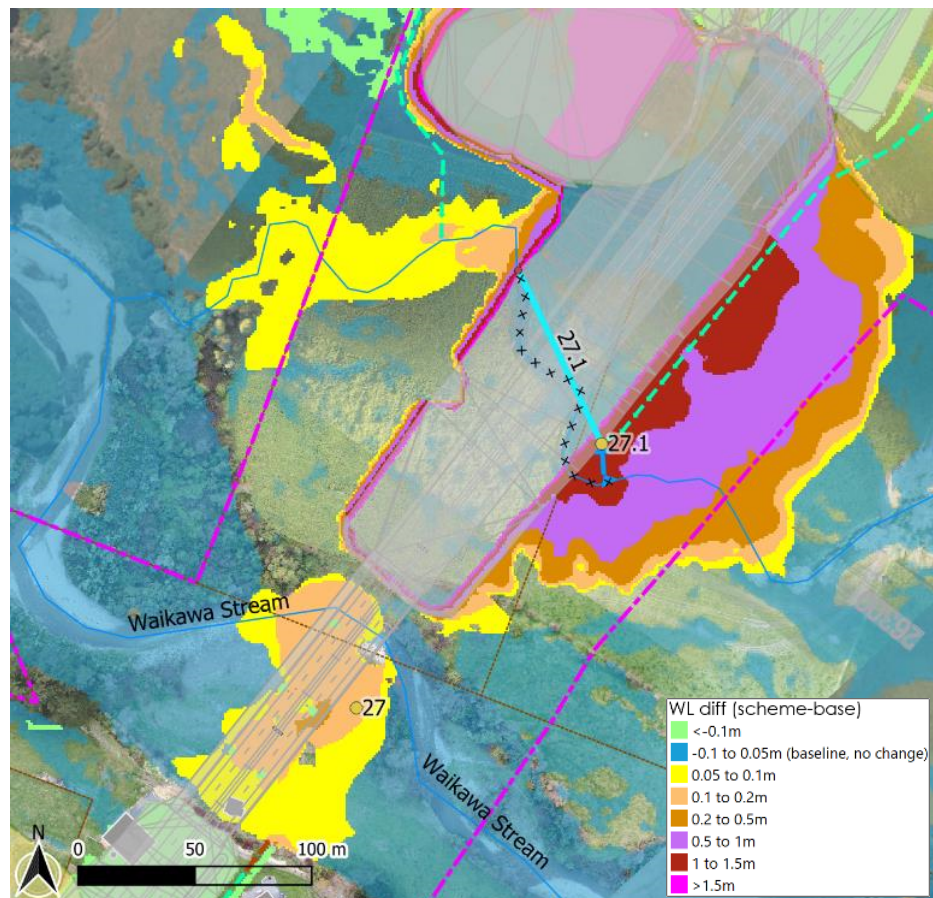 27.1
27.1
Waikawa Stream
27
Waikawa Stream
N
0 50 100 m
WL diff (scheme-base)
<-0.1m
-0.1 to 0.05m (baseline, no change)
0.05 to 0.1m
0.1 to 0.2m
0.2 to 0.5m
0.5 to 1m
1 to 1.5m
>1.5m